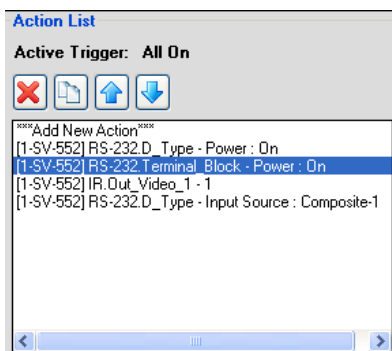 Action List
Active Trigger: All On
***Add New Action***
[1-SV-552] RS-232.D_Type - Power : On
[1-SV-552] RS-232.Terminal_Block - Power : On
[1-SV-552] IR.Out_Video_1 - 1
[1-SV-552] RS-232.D_Type - Input Source : Composite-1